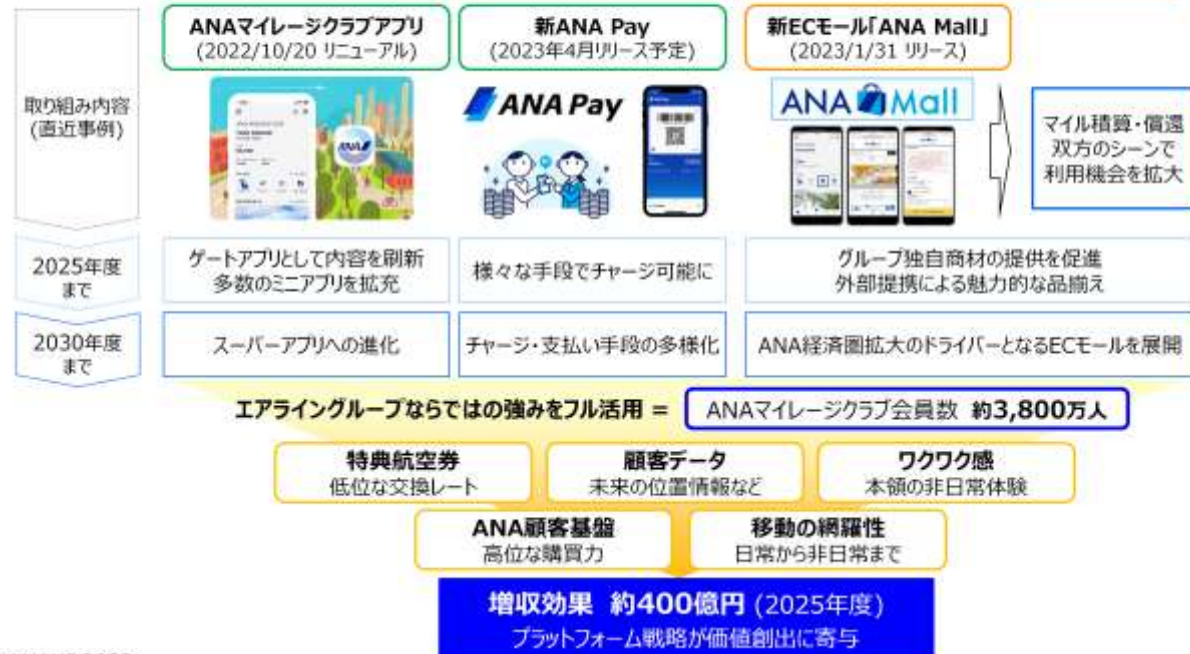 ANAマイレージクラブアプリ
(2022/10/20 リニューアル)
新ANA Pay
(2023年4月リリース予定)
新ECモール「ANA Mall」
(2023/1/31 リリース)
取り組み内容
(直近事例)
ANA
ANA Pay
ANA Mall
マイル積算・償還
双方のシーンで
利用機会を拡大
2025年度
まで
ゲートアプリとして内容を刷新
多数のミニアプリを拡充
様々な手段でチャージ可能に
グループ独自商材の提供を促進
外部提携による魅力的な品揃え
2030年度
まで
スーパーアプリへの進化
チャージ・支払い手段の多様化
ANA経済圏拡大のドライバーとなるECモールを展開
エアライングループならではの強みをフル活用 =
ANAマイレージクラブ会員数 約3,800万人
特典航空券
低位な交換レート
顧客データ
未来の位置情報など
ワクワク感
本領の非日常体験
ANA顧客基盤
高位な購買力
移動の網羅性
日常から非日常まで
増収効果 約400億円 (2025年度)
プラットフォーム戦略が価値創出に寄与